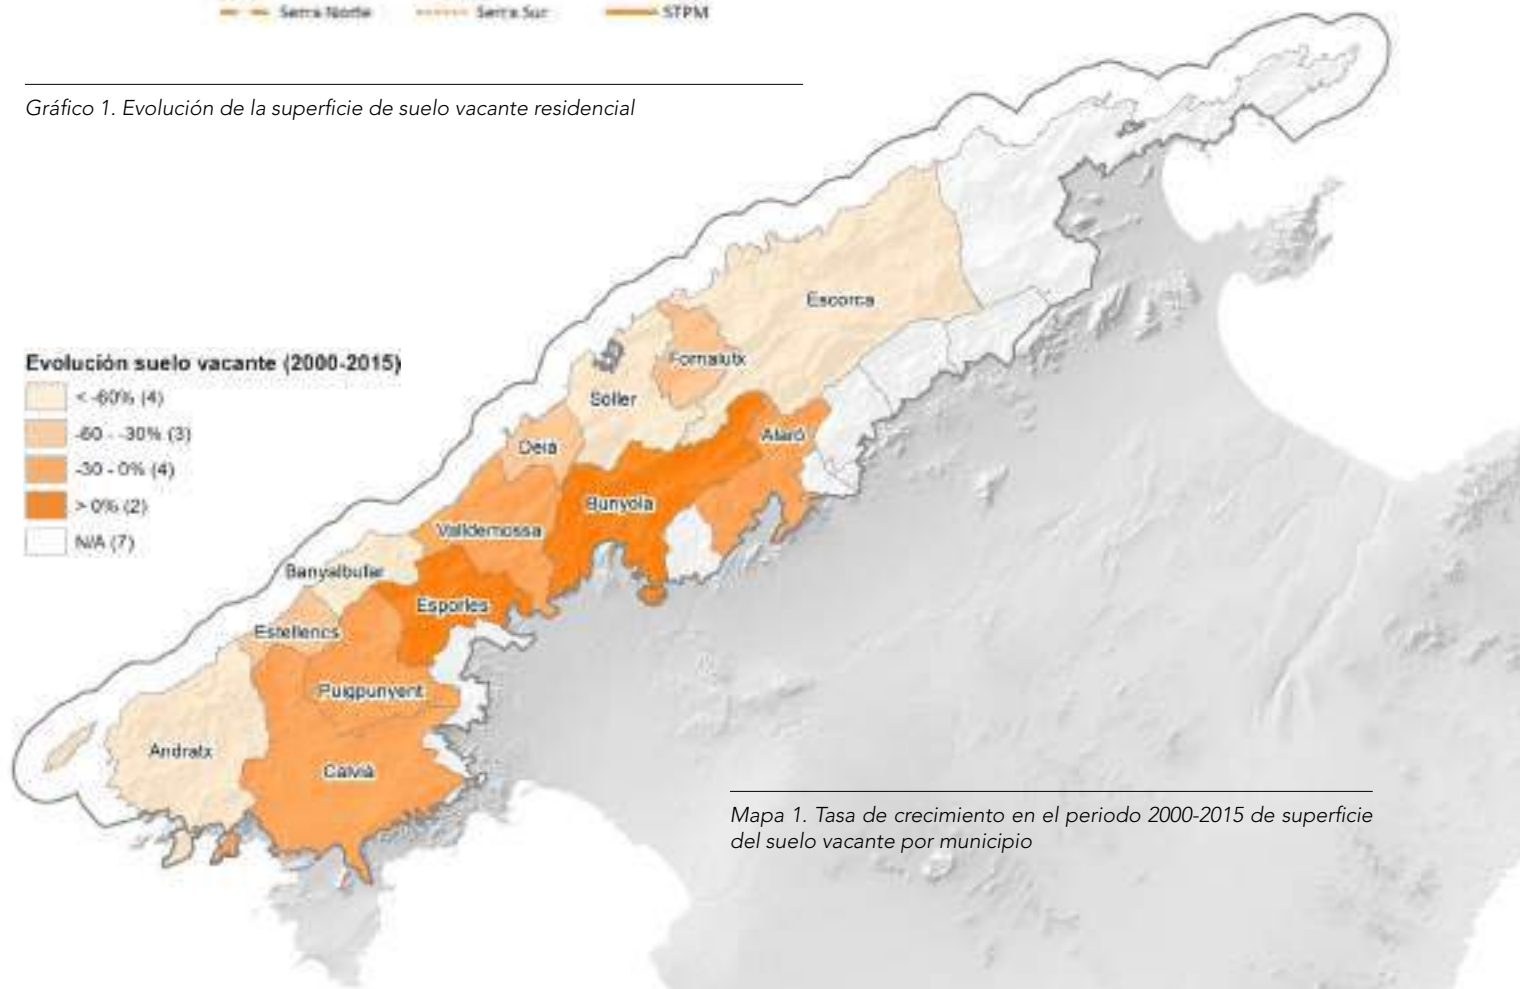 Serra Norte
Serra Sur
STPM
Gráfico 1. Evolución de la superficie de suelo vacante residencial
Escorca
Fornalutx
Sóller
Alaró
Deià
Bunyola
Valldemossa
Banyalbufar
Esporles
Estellencs
Puigpunyent
Andratx
Calvià
Evolución suelo vacante (2000-2015)
< -60% (4)
-60 - -30% (3)
-30 - 0% (4)
> 0% (2)
N/A (7)
Mapa 1. Tasa de crecimiento en el periodo 2000-2015 de superficie
del suelo vacante por municipio